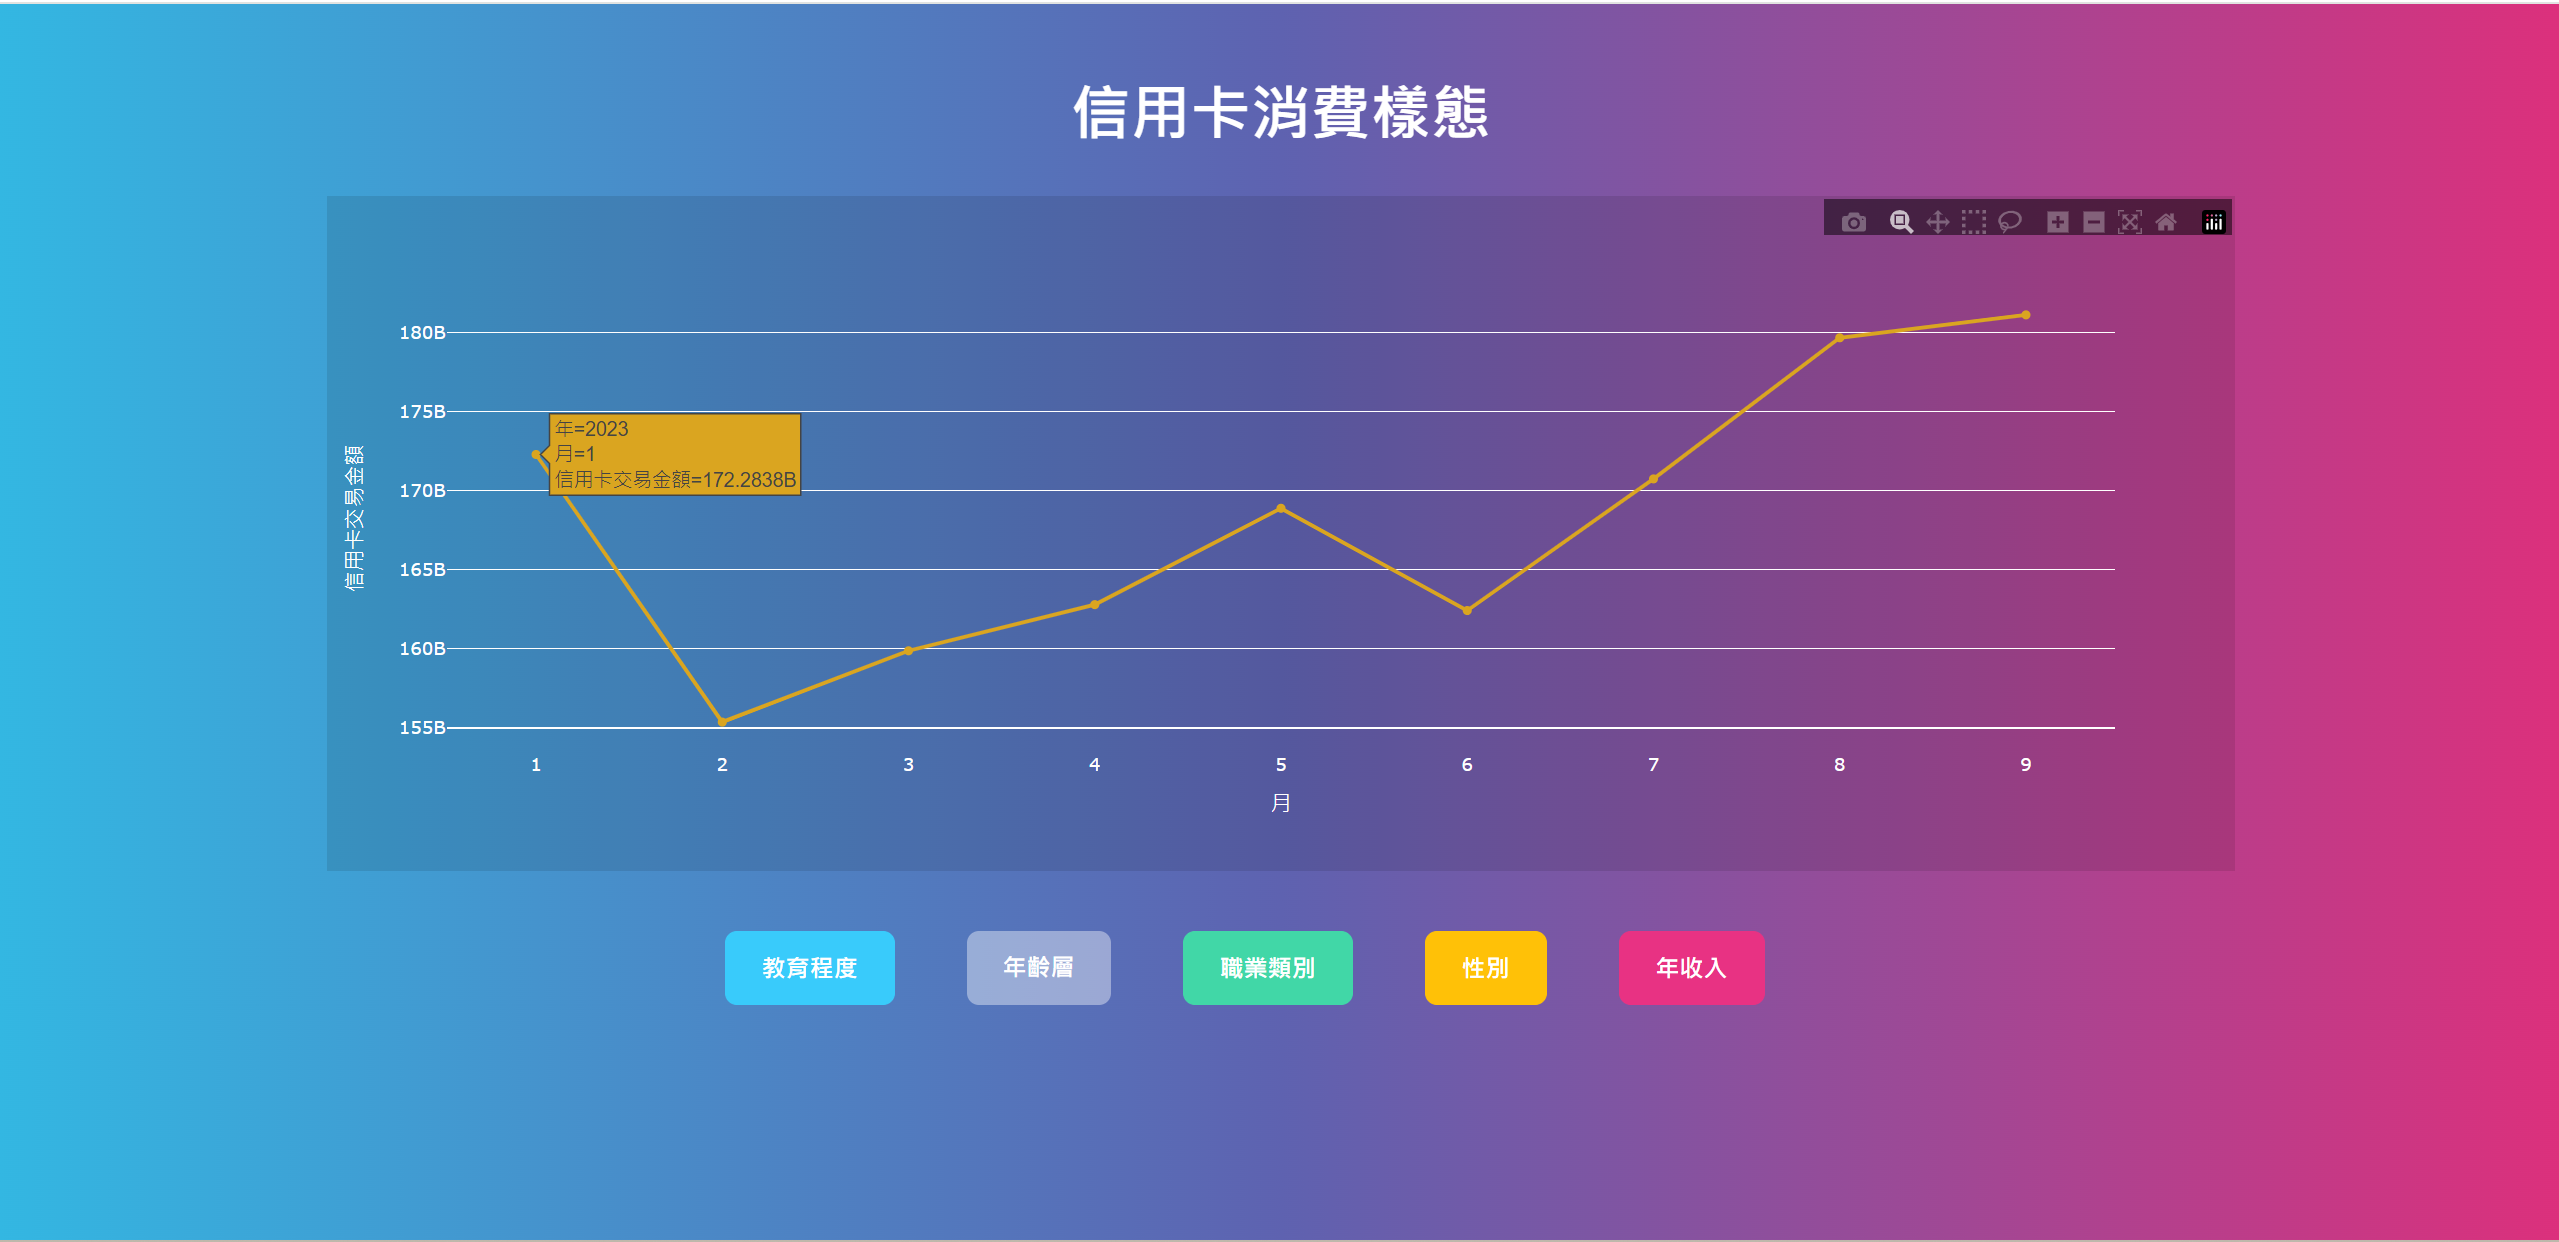 信用卡消費樣態
180B
175B
170B
165B
160B
155B
信用卡交易金額
年=2023
月=1
信用卡交易金額=172.2838B
1 2 3 4 5 6 7 8 9
月
教育程度 年齡層 職業類別 性別 年收入